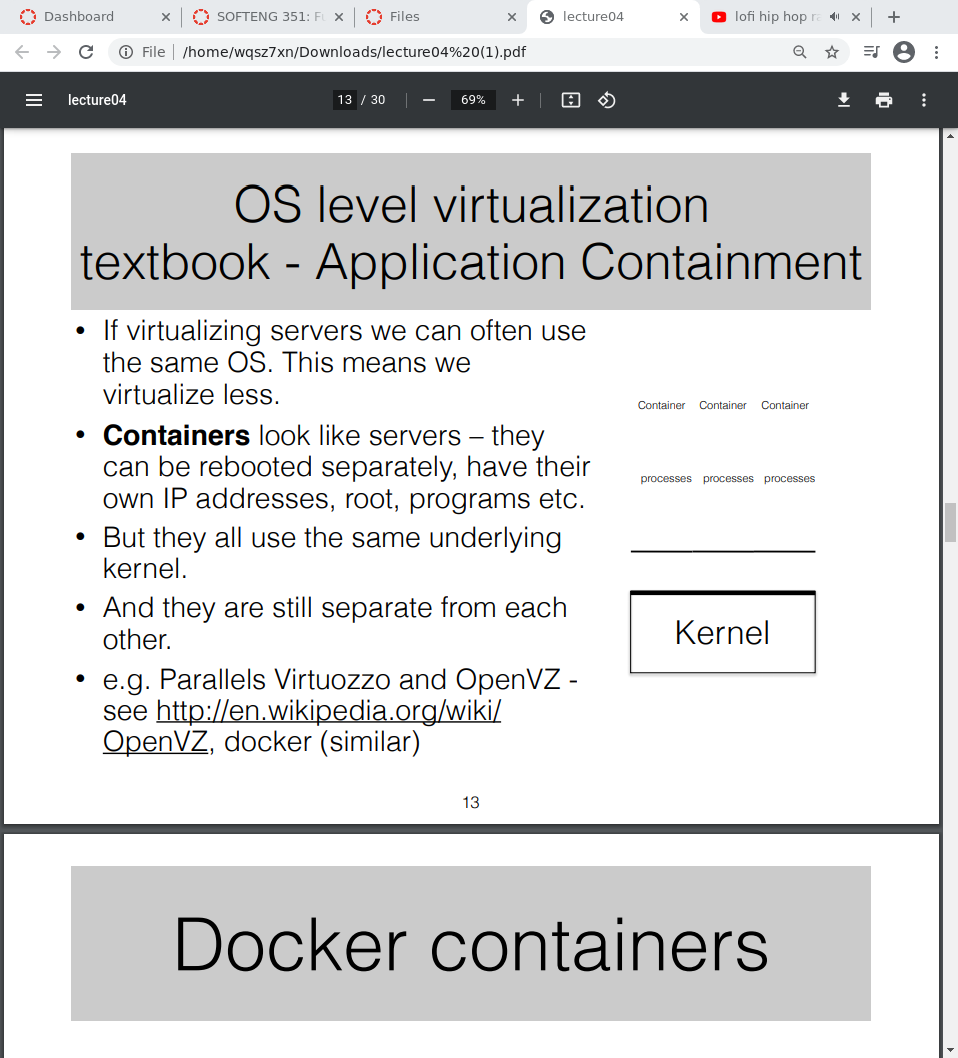 Dashboard
SOFTENG 351: Fu
Files
lecture04
lofi hip hop ra
File
/home/wqsz7xn/Downloads/lecture04%20(1).pdf
lecture04
13 / 30
69%
OS level virtualization
textbook - Application Containment
• If virtualizing servers we can often use
the same OS. This means we
virtualize less.
• Containers look like servers – they
can be rebooted separately, have their
own IP addresses, root, programs etc.
• But they all use the same underlying
kernel.
• And they are still separate from each
other.
• e.g. Parallels Virtuozzo and OpenVZ -
see http://en.wikipedia.org/wiki/
OpenVZ, docker (similar)
Container Container Container
processes processes processes
Kernel
13
Docker containers